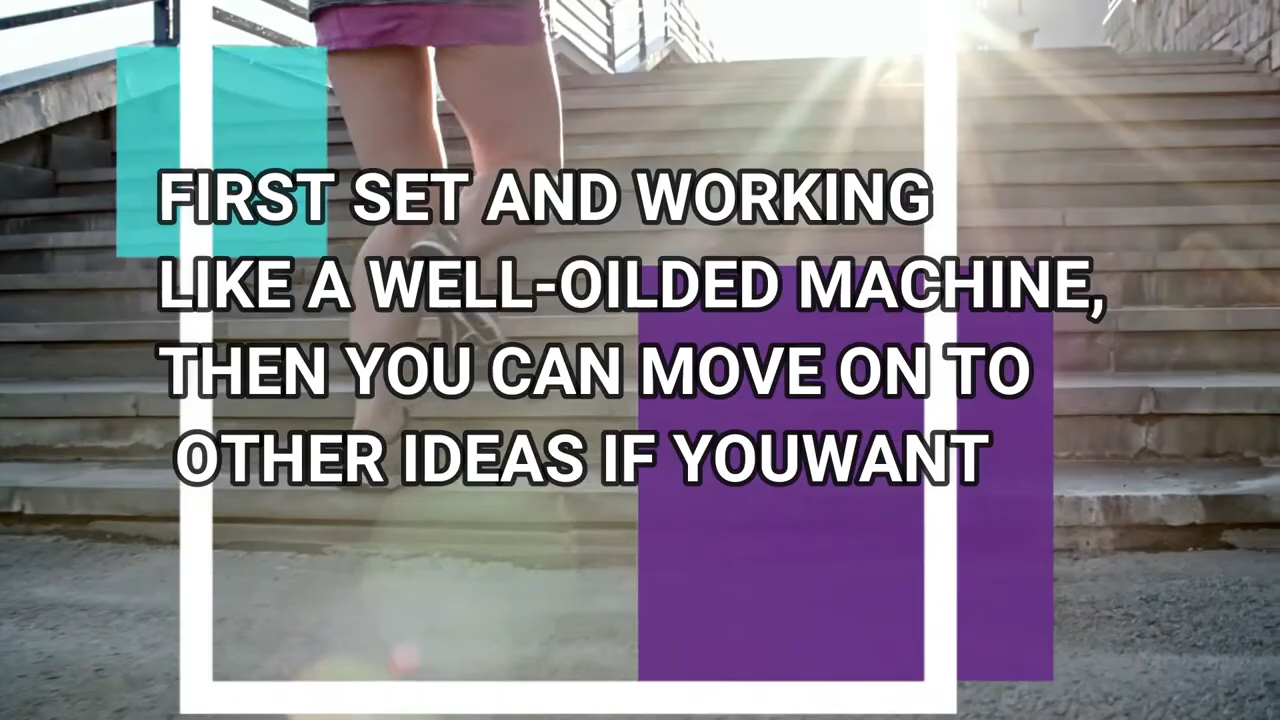 FIRST SET AND WORKING
LIKE A WELL-OILDED MACHINE,
THEN YOU CAN MOVE ON TO
OTHER IDEAS IF YOUWANT